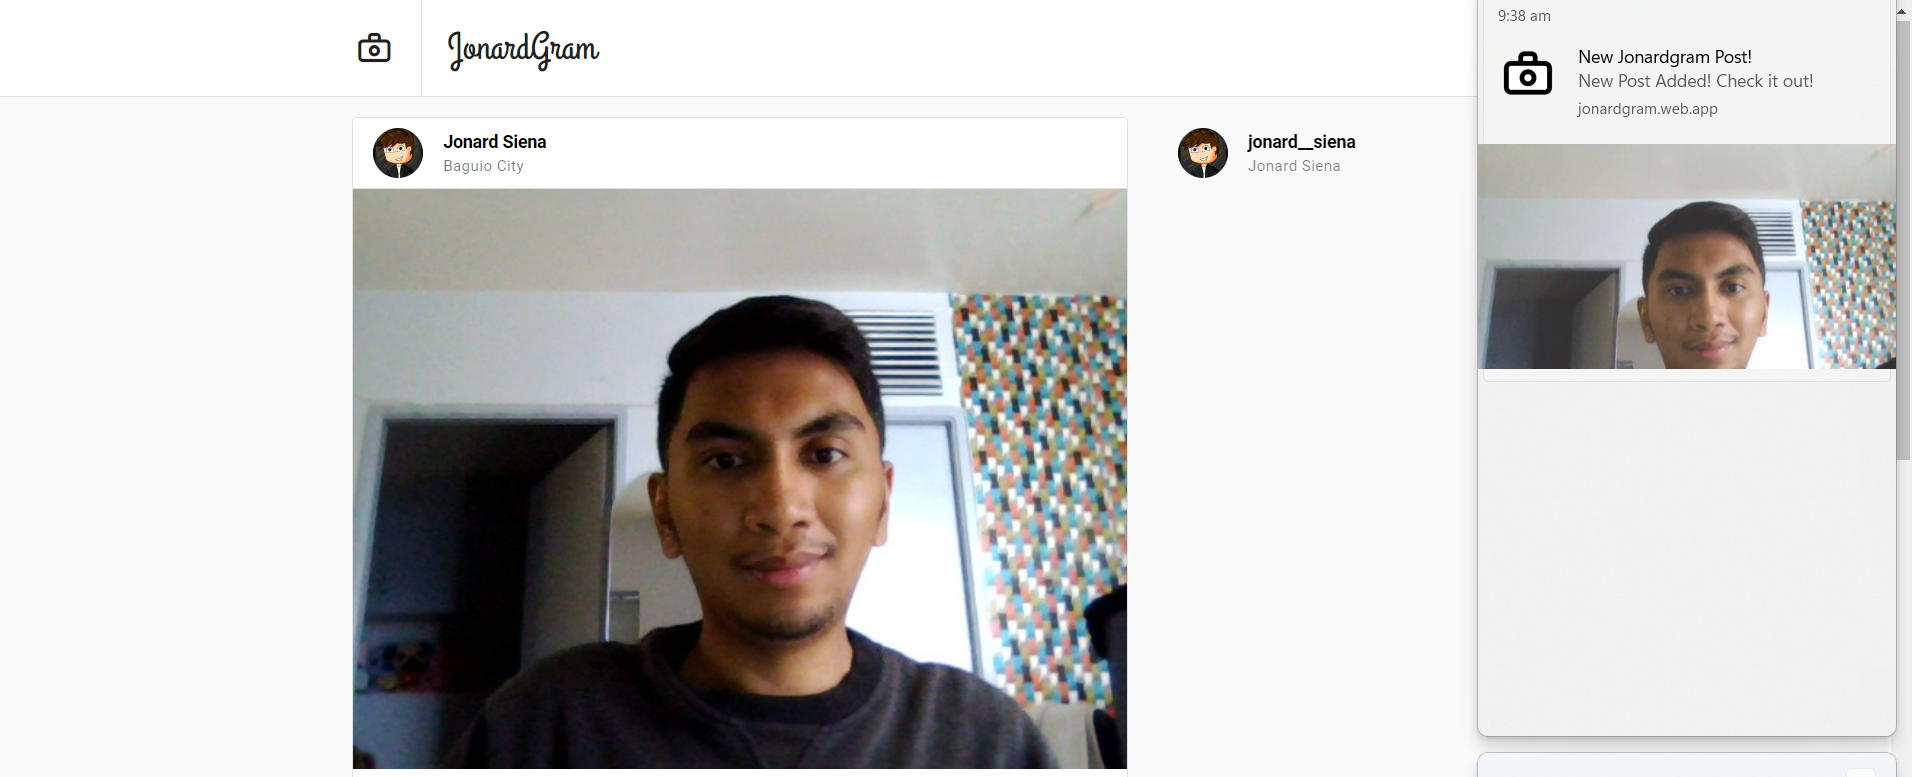 JonardGram
Jonard Siena
Baguio City
jonard__siena
Jonard Siena
9:38 am
New Jonardgram Post!
New Post Added! Check it out!
jonardgram.web.app